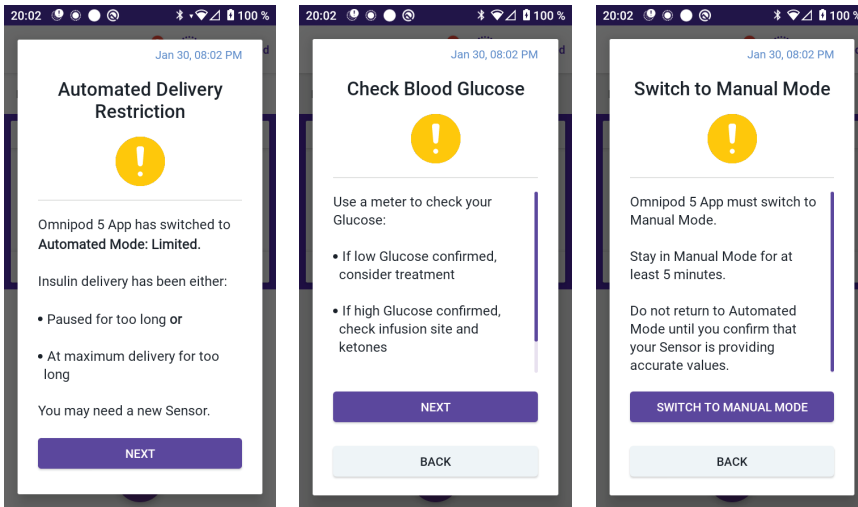 20:02 100 %
Jan 30, 08:02 PM
Automated Delivery
Restriction
Omnipod 5 App has switched to
Automated Mode: Limited.
Insulin delivery has been either:
• Paused for too long or
• At maximum delivery for too
long
You may need a new Sensor.
NEXT
20:02 100 %
Jan 30, 08:02 PM
Check Blood Glucose
Use a meter to check your
Glucose:
• If low Glucose confirmed,
consider treatment
• If high Glucose confirmed,
check infusion site and
ketones
NEXT
BACK
20:02 100 %
Jan 30, 08:02 PM
Switch to Manual Mode
Omnipod 5 App must switch to
Manual Mode.
Stay in Manual Mode for at
least 5 minutes.
Do not return to Automated
Mode until you confirm that
your Sensor is providing
accurate values.
SWITCH TO MANUAL MODE
BACK